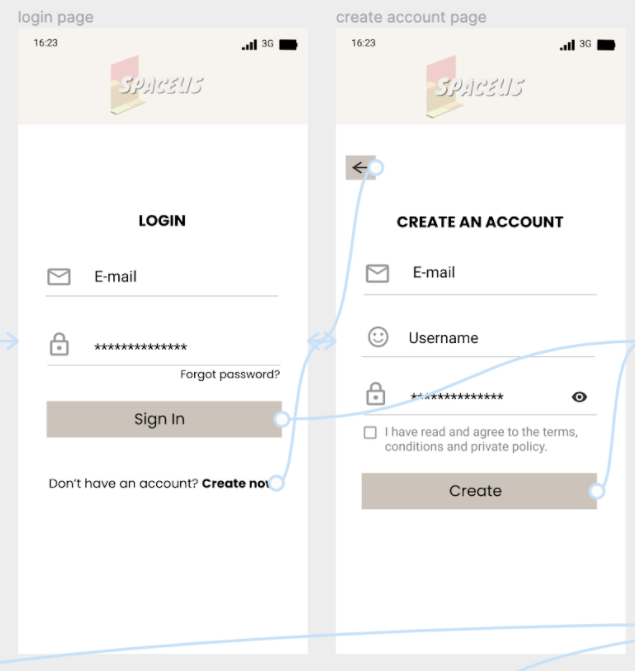 login page
16:23
3G
SPACEUS
LOGIN
E-mail
**************
Forgot password?
Sign In
Don't have an account? Create now
create account page
16:23
3G
SPACEUS
CREATE AN ACCOUNT
E-mail
Username
**************
I have read and agree to the terms,
conditions and private policy.
Create